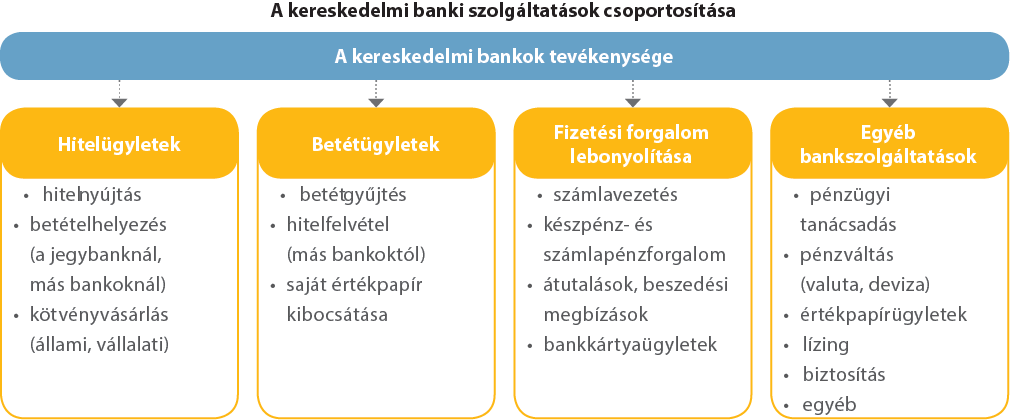 A kereskedelmi banki szolgáltatások csoportosítása
A kereskedelmi bankok tevékenysége
Hitelügyletek
• hitelnyújtás
• betételhelyezés
(a jegybanknál,
más bankoknál)
• kötvényvásárlás
(állami, vállalati)
Betétügyletek
• betétgyűjtés
• hitelfelvétel
(más bankoktól)
• saját értékpapír
kibocsátása
Fizetési forgalom
lebonyolítása
• számlavezetés
• készpénz- és
számlapénzforgalom
• átutalások, beszedési
megbízások
• bankkártyaügyletek
Egyéb
bankszolgáltatások
• pénzügyi
tanácsadás
• pénzváltás
(valuta, deviza)
• értékpapírügyletek
• lízing
• biztosítás
• egyéb